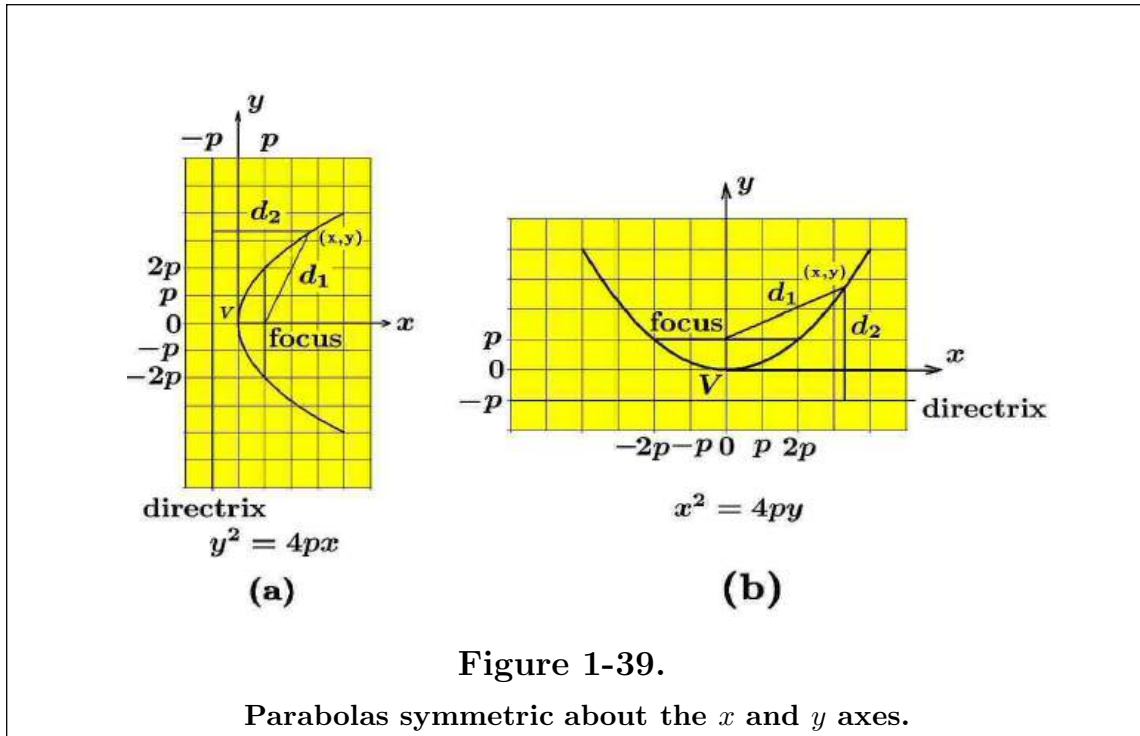 y
−p p
d₂
(x,y)
2p
d₁
p
V
0
x
focus
−p
−2p
directrix
y² = 4px
(a)
y
(x,y)
d₁
focus
d₂
p
x
0
V
−p
directrix
−2p −p 0 p 2p
x² = 4py
(b)
Figure 1-39.
Parabolas symmetric about the x and y axes.